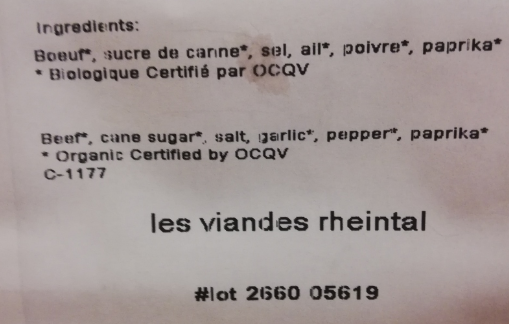 Ingredients:
Boeuf*, sucre de canne*, sel, ail*, poivre*, paprika*
* Biologique Certifié par OCQV
Beef*, cane sugar*, salt, garlic*, pepper*, paprika*
* Organic Certified by OCQV
C-1177
les viandes rheintal
#lot 2660 05619